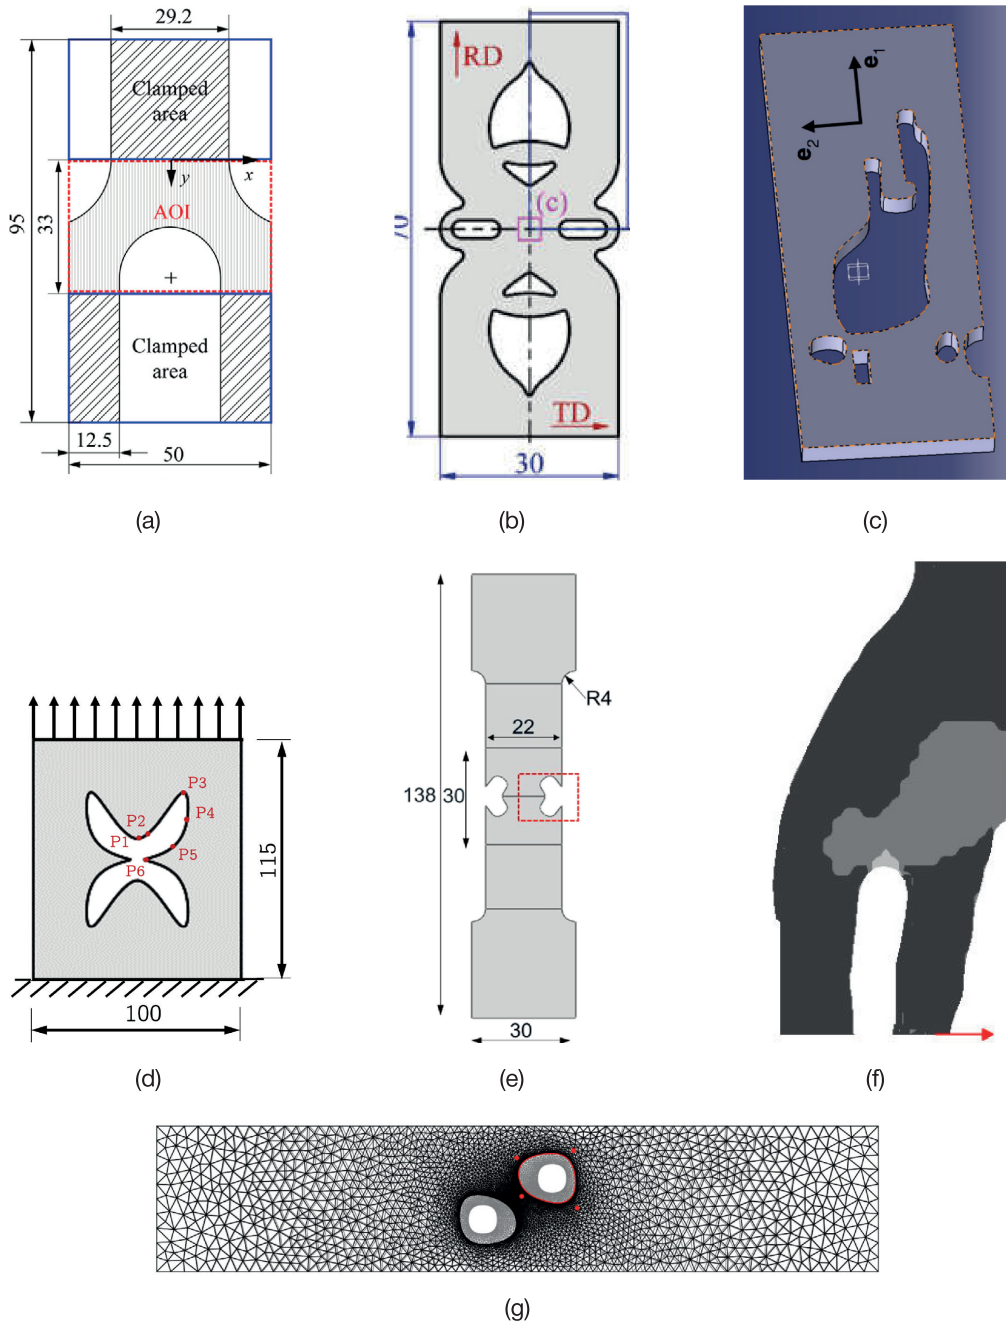 29.2
Clamped
area
x
y
AOI
95
33
Clamped
area
12.5
50
(a)
RD
(c)
70
TD
30
(b)
e1
e2
(c)
P3
P2
P4
P1
P5
P6
115
100
(d)
R4
22
138
30
30
(e)
(f)
(g)